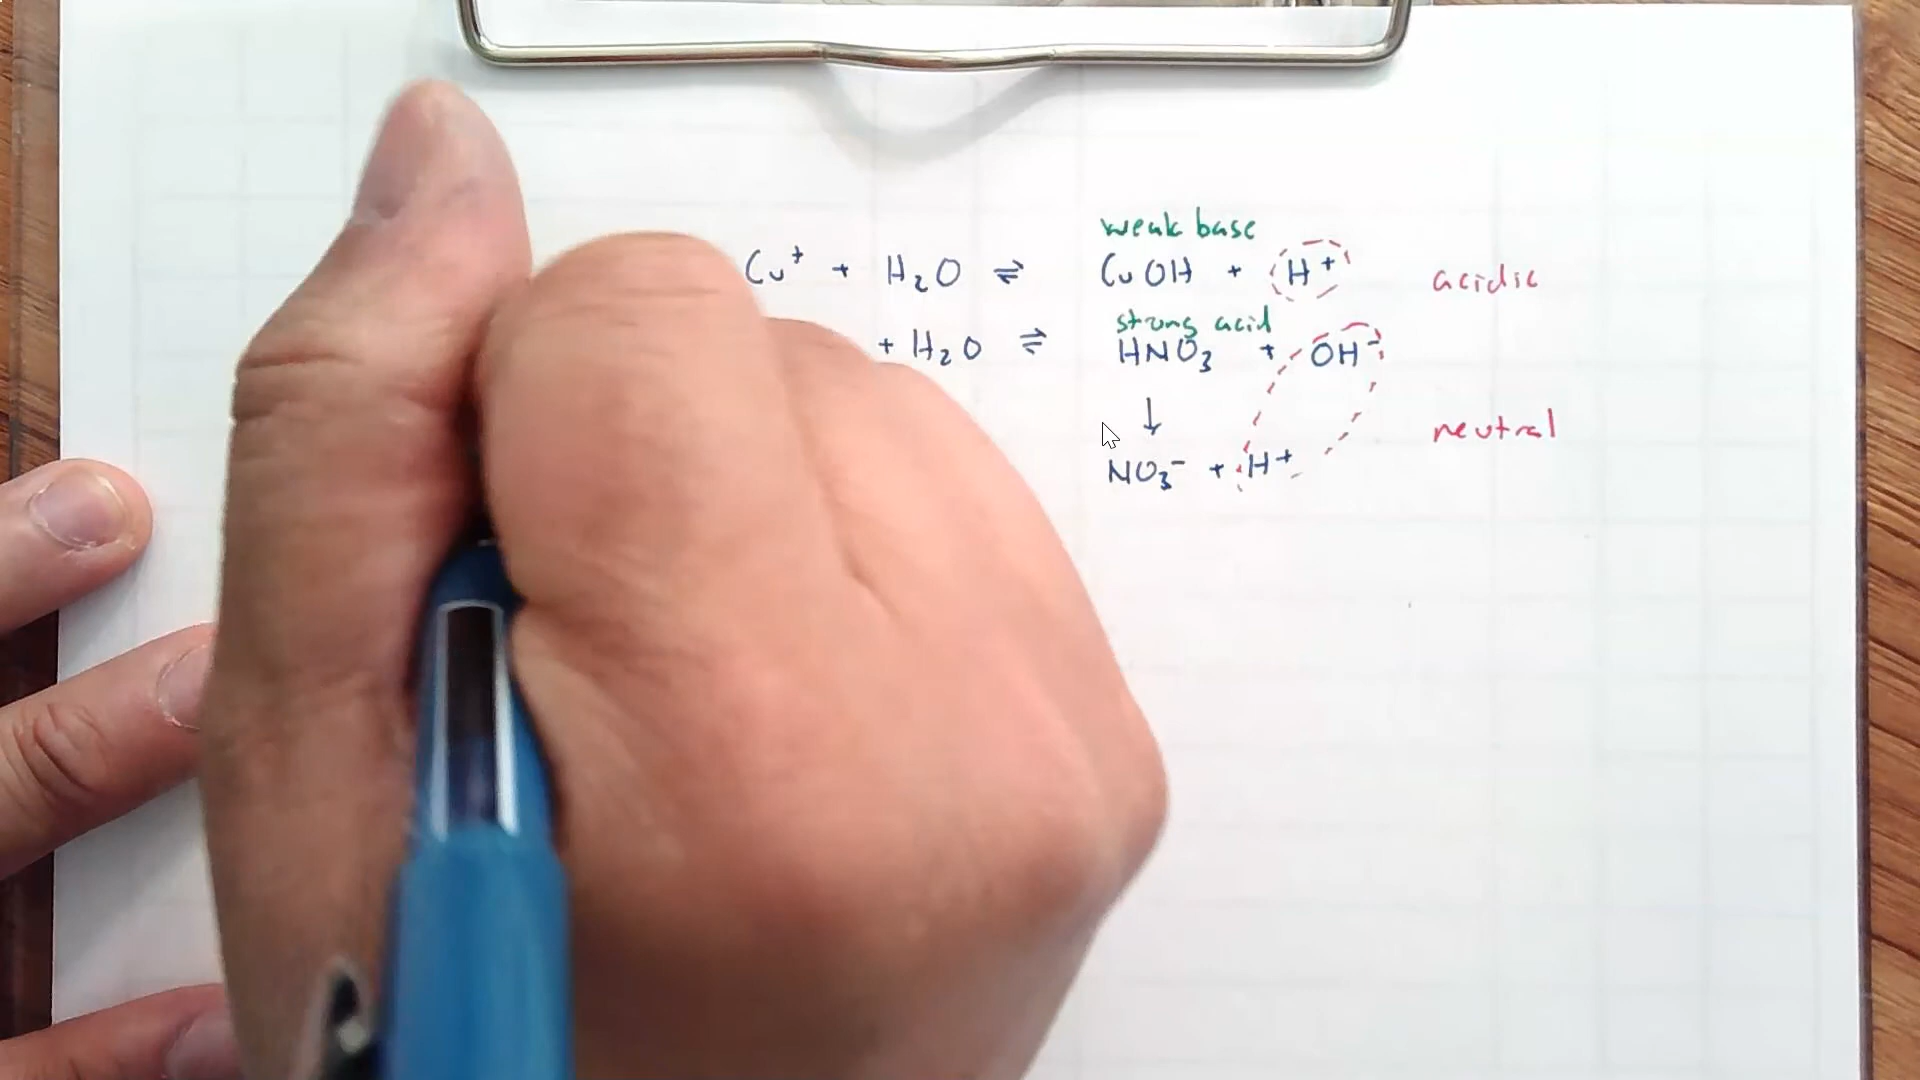 weak base
Cu⁺ + H₂O ⇌ CuOH + H⁺ acidic
strong acid
+ H₂O ⇌ HNO₃ + OH⁻
↓
neutral
NO₃⁻ + H⁺